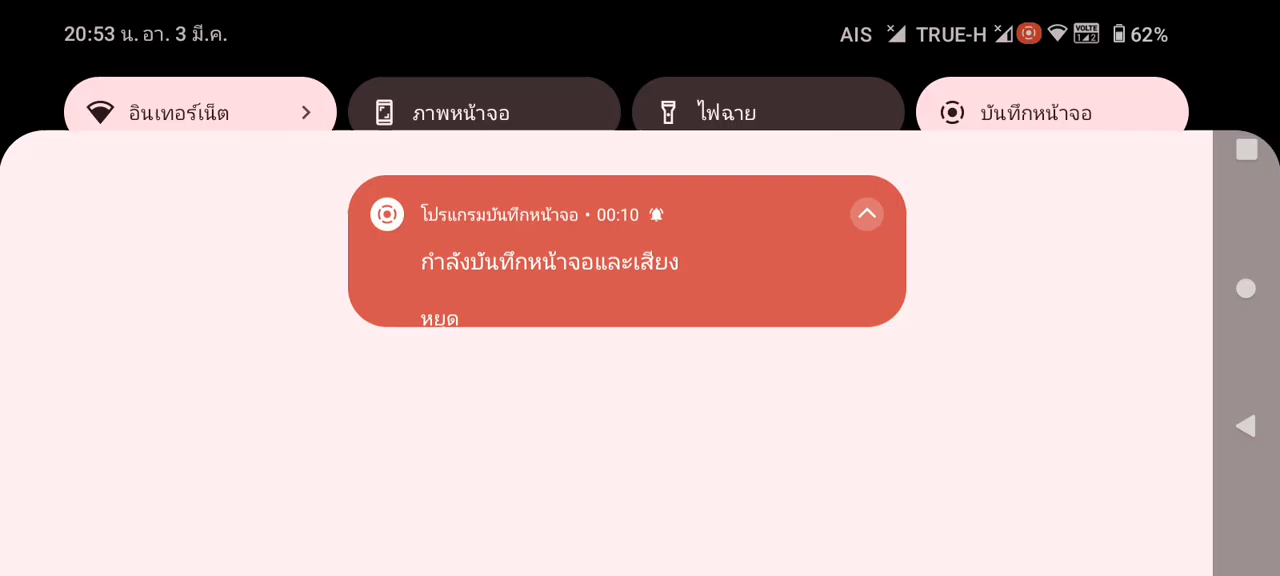 20:53 น. อา. 3 มี.ค.
AIS TRUE-H VOLTE 1 2 62%
อินเทอร์เน็ต
ภาพหน้าจอ
ไฟฉาย
บันทึกหน้าจอ
โปรแกรมบันทึกหน้าจอ • 00:10
กำลังบันทึกหน้าจอและเสียง
หยุด